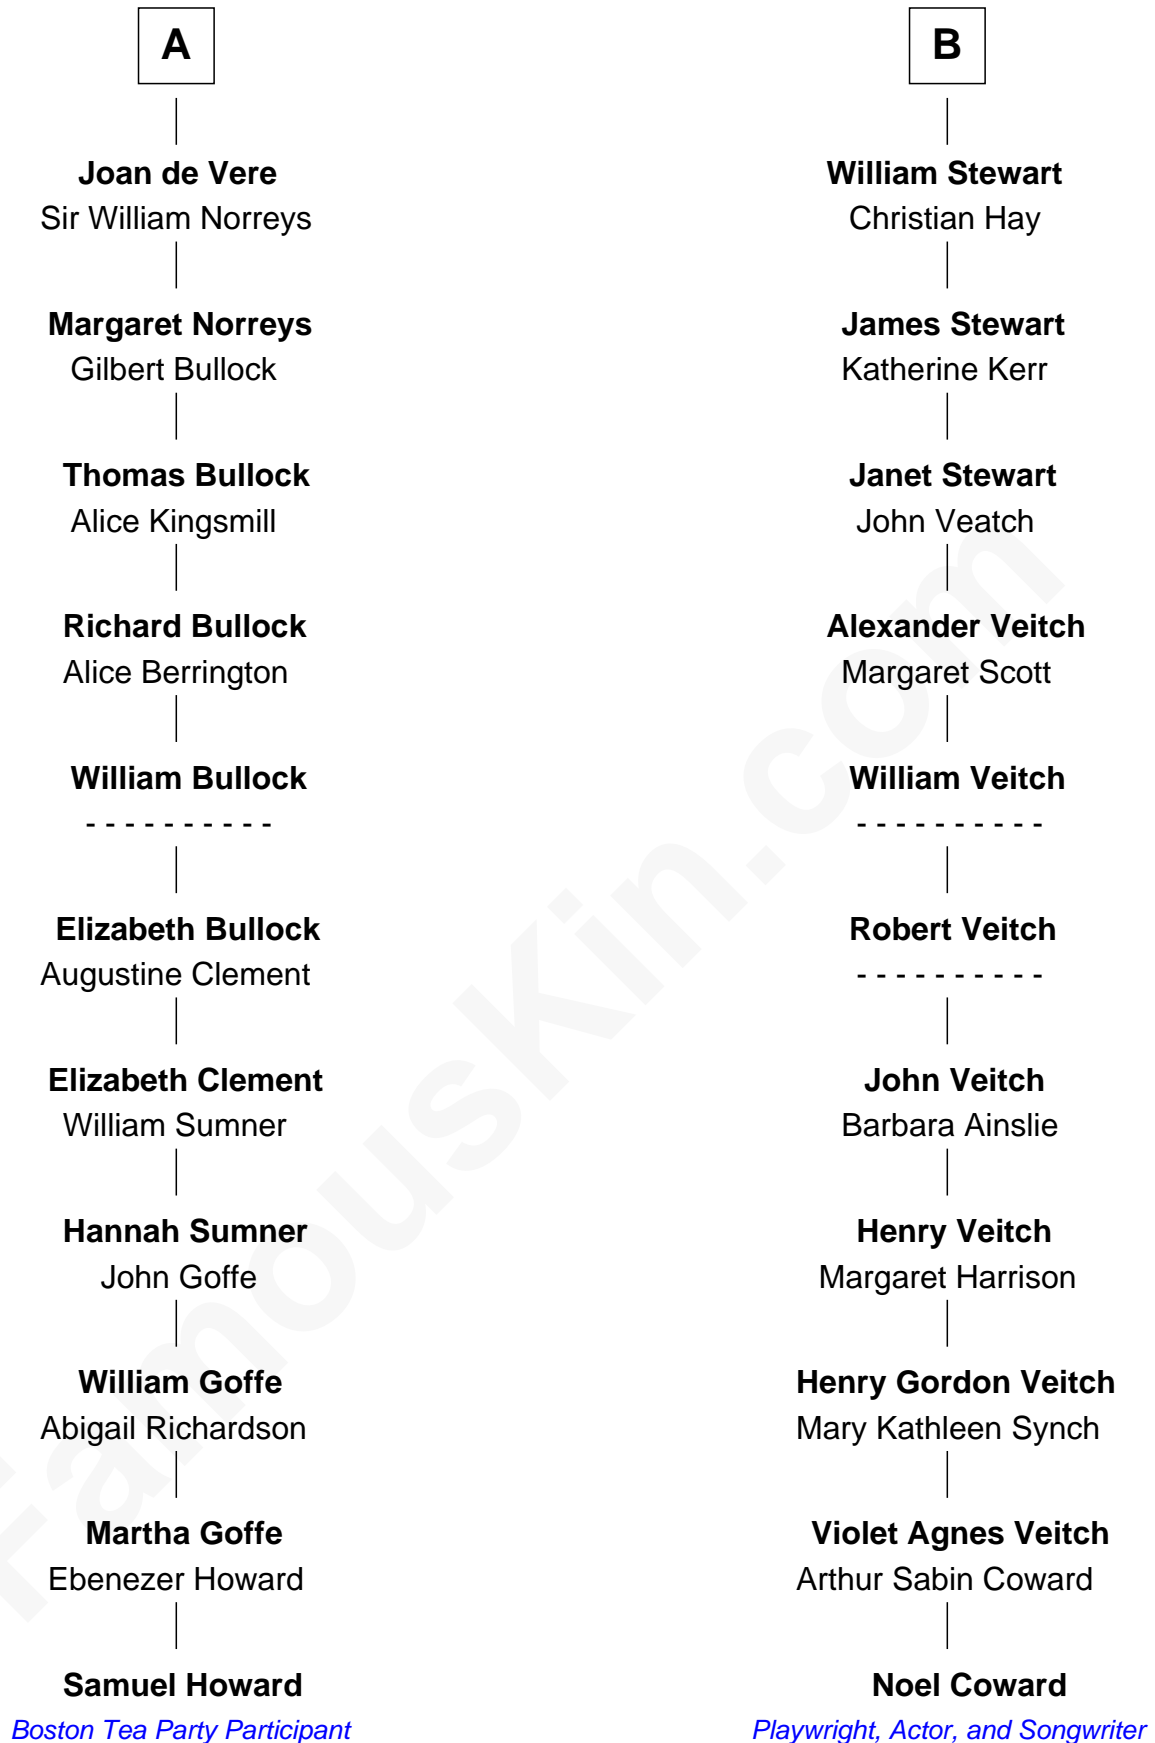 A
Joan de Vere
Sir William Norreys
Margaret Norreys
Gilbert Bullock
Thomas Bullock
Alice Kingsmill
Richard Bullock
Alice Berrington
William Bullock
- - - - - - - - - -
Elizabeth Bullock
Augustine Clement
Elizabeth Clement
William Sumner
Hannah Sumner
John Goffe
William Goffe
Abigail Richardson
Martha Goffe
Ebenezer Howard
Samuel Howard
Boston Tea Party Participant
B
William Stewart
Christian Hay
James Stewart
Katherine Kerr
Janet Stewart
John Veatch
Alexander Veitch
Margaret Scott
William Veitch
- - - - - - - - - -
Robert Veitch
- - - - - - - - - -
John Veitch
Barbara Ainslie
Henry Veitch
Margaret Harrison
Henry Gordon Veitch
Mary Kathleen Synch
Violet Agnes Veitch
Arthur Sabin Coward
Noel Coward
Playwright, Actor, and Songwriter
FamousKin.com